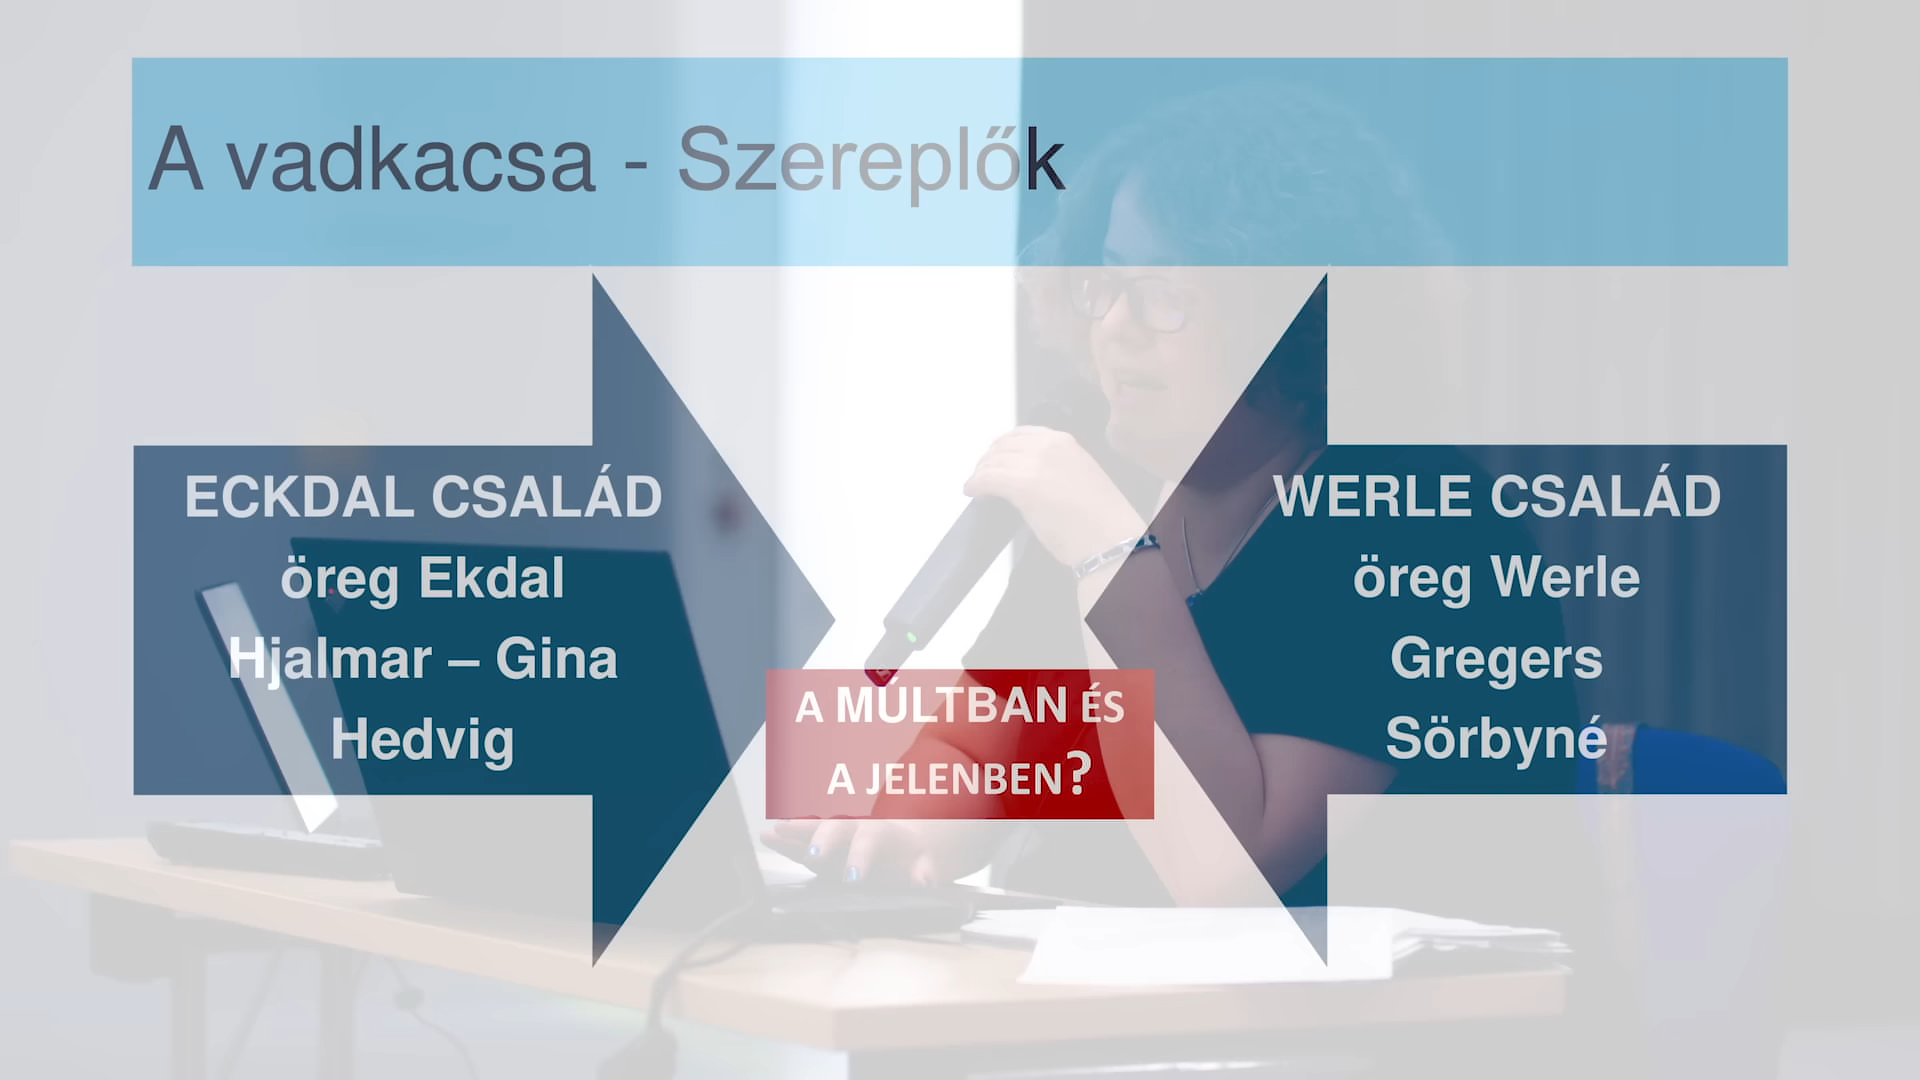 A vadkacsa - Szereplők
ECKDAL CSALÁD
öreg Ekdal
Hjalmar – Gina
Hedvig
WERLE CSALÁD
öreg Werle
Gregers
Sörbyné
A MÚLTBAN ÉS
A JELENBEN?